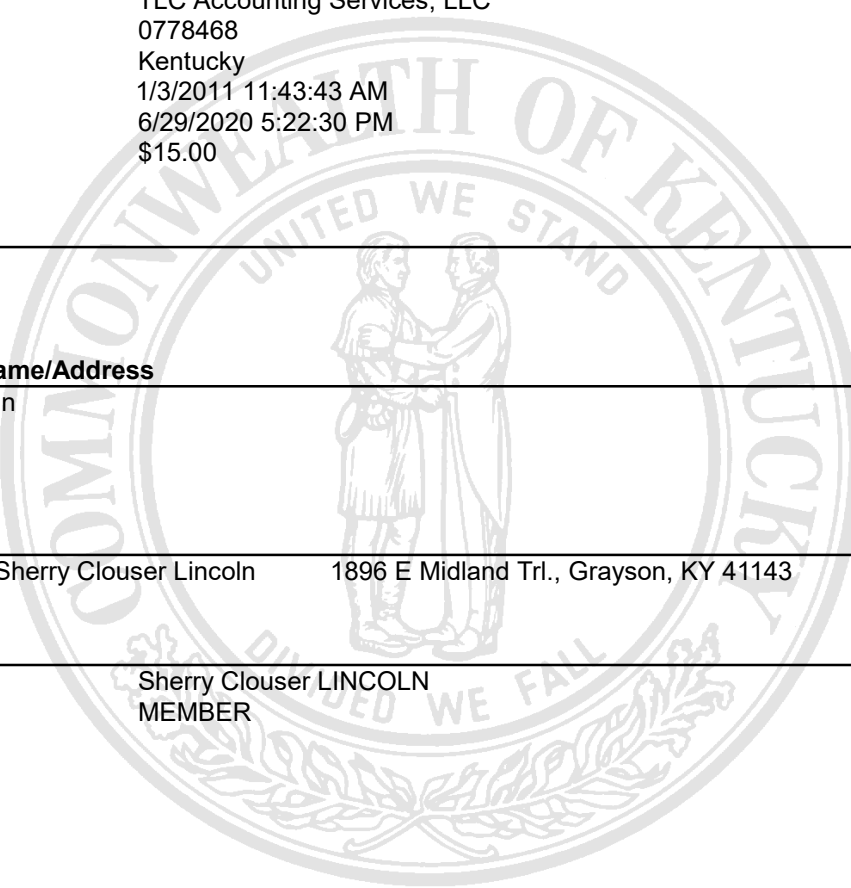 TLC Accounting Services, LLC
0778468
Kentucky
1/3/2011 11:43:43 AM
6/29/2020 5:22:30 PM
$15.00
COMMONWEALTH OF KENTUCKY
UNITED WE STAND
ame/Address
n
Sherry Clouser Lincoln 1896 E Midland Trl., Grayson, KY 41143
DIVIDED WE FALL
Sherry Clouser LINCOLN
MEMBER